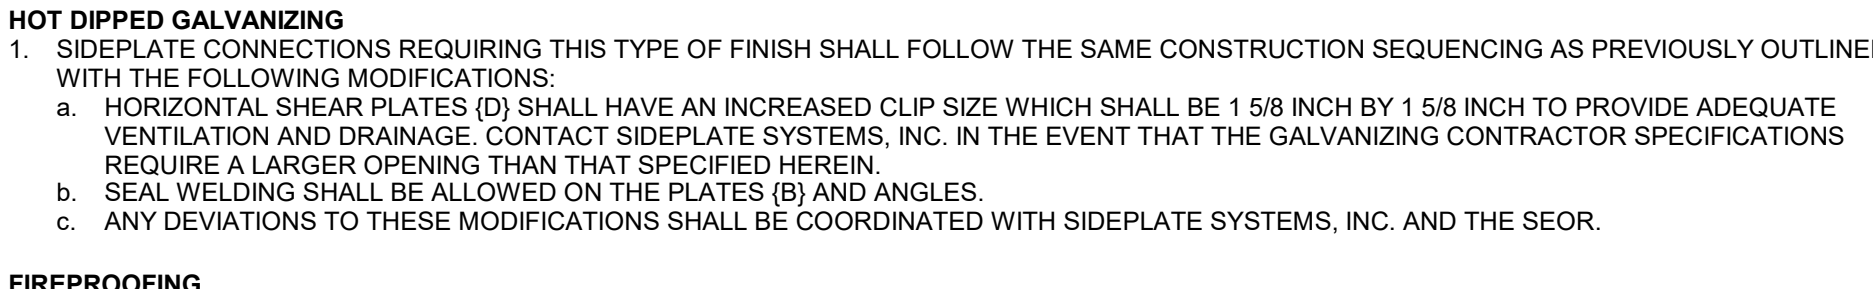 HOT DIPPED GALVANIZING
1. SIDEPLATE CONNECTIONS REQUIRING THIS TYPE OF FINISH SHALL FOLLOW THE SAME CONSTRUCTION SEQUENCING AS PREVIOUSLY OUTLINE
WITH THE FOLLOWING MODIFICATIONS:
a. HORIZONTAL SHEAR PLATES {D} SHALL HAVE AN INCREASED CLIP SIZE WHICH SHALL BE 1 5/8 INCH BY 1 5/8 INCH TO PROVIDE ADEQUATE
VENTILATION AND DRAINAGE. CONTACT SIDEPLATE SYSTEMS, INC. IN THE EVENT THAT THE GALVANIZING CONTRACTOR SPECIFICATIONS
REQUIRE A LARGER OPENING THAN THAT SPECIFIED HEREIN.
b. SEAL WELDING SHALL BE ALLOWED ON THE PLATES {B} AND ANGLES.
c. ANY DEVIATIONS TO THESE MODIFICATIONS SHALL BE COORDINATED WITH SIDEPLATE SYSTEMS, INC. AND THE SEOR.
FIREPROOFING